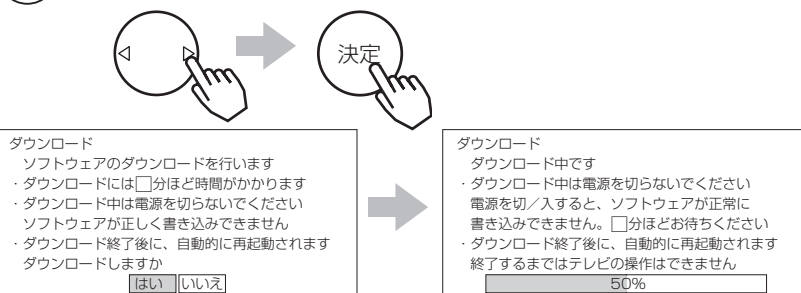 決定
ダウンロード
ソフトウェアのダウンロードを行います
・ダウンロードには□分ほど時間がかかります
・ダウンロード中は電源を切らないでください
ソフトウェアが正しく書き込みできません
・ダウンロード終了後に、自動的に再起動されます
ダウンロードしますか
はい いいえ
ダウンロード
ダウンロード中です
・ダウンロード中は電源を切らないでください
電源を切／入すると、ソフトウェアが正常に
書き込みできません。□分ほどお待ちください
・ダウンロード終了後に、自動的に再起動されます
終了するまではテレビの操作はできません
50%